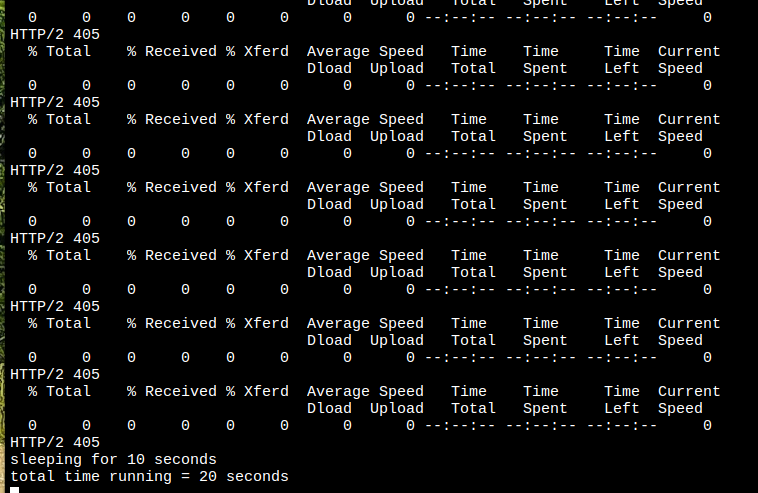 Dload  Upload   Total   Spent    Left  Speed
  0     0    0     0    0     0      0      0 --:--:-- --:--:-- --:--:--     0
HTTP/2 405
  % Total    % Received % Xferd  Average Speed   Time    Time     Time  Current
                                 Dload  Upload   Total   Spent    Left  Speed
  0     0    0     0    0     0      0      0 --:--:-- --:--:-- --:--:--     0
HTTP/2 405
  % Total    % Received % Xferd  Average Speed   Time    Time     Time  Current
                                 Dload  Upload   Total   Spent    Left  Speed
  0     0    0     0    0     0      0      0 --:--:-- --:--:-- --:--:--     0
HTTP/2 405
  % Total    % Received % Xferd  Average Speed   Time    Time     Time  Current
                                 Dload  Upload   Total   Spent    Left  Speed
  0     0    0     0    0     0      0      0 --:--:-- --:--:-- --:--:--     0
HTTP/2 405
  % Total    % Received % Xferd  Average Speed   Time    Time     Time  Current
                                 Dload  Upload   Total   Spent    Left  Speed
  0     0    0     0    0     0      0      0 --:--:-- --:--:-- --:--:--     0
HTTP/2 405
  % Total    % Received % Xferd  Average Speed   Time    Time     Time  Current
                                 Dload  Upload   Total   Spent    Left  Speed
  0     0    0     0    0     0      0      0 --:--:-- --:--:-- --:--:--     0
HTTP/2 405
  % Total    % Received % Xferd  Average Speed   Time    Time     Time  Current
                                 Dload  Upload   Total   Spent    Left  Speed
  0     0    0     0    0     0      0      0 --:--:-- --:--:-- --:--:--     0
HTTP/2 405
sleeping for 10 seconds
total time running = 20 seconds